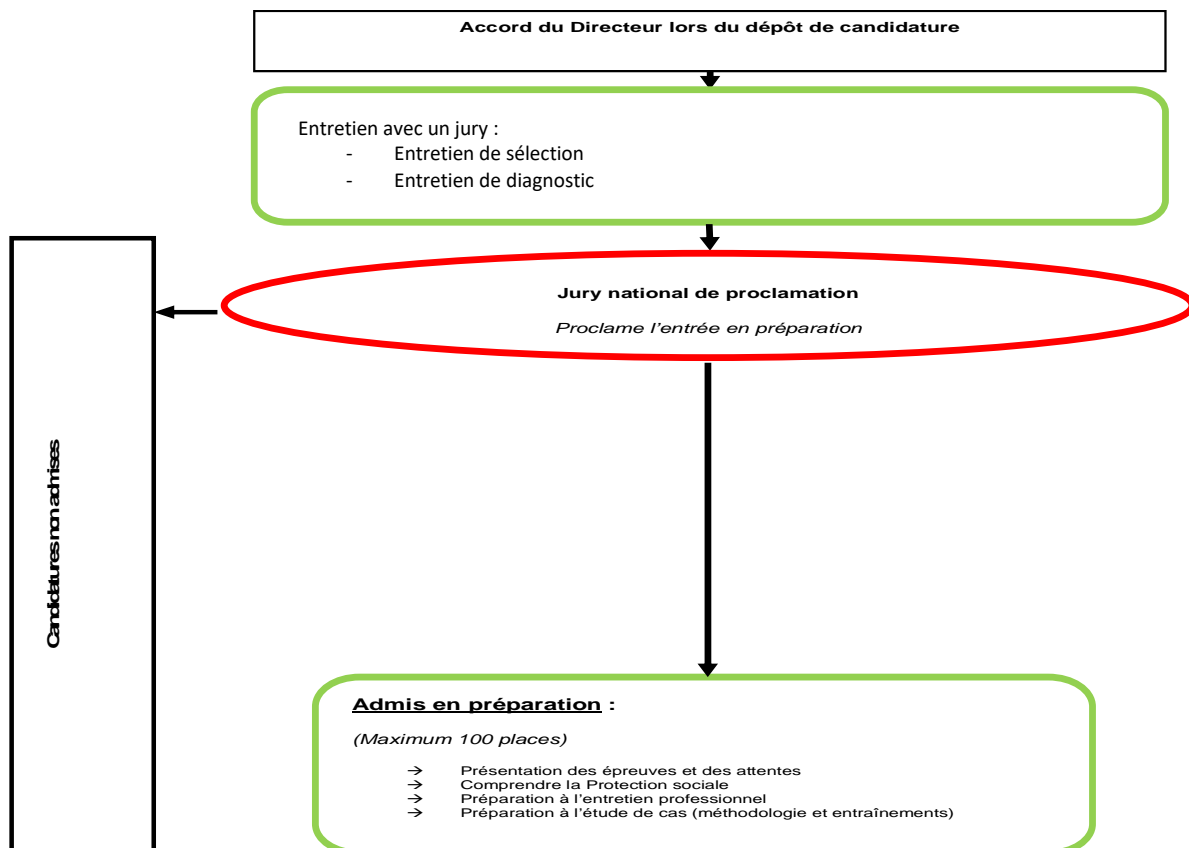 Accord du Directeur lors du dépôt de candidature
Entretien avec un jury :
- Entretien de sélection
- Entretien de diagnostic
Jury national de proclamation
Proclame l'entrée en préparation
Candidatures non admises
Admis en préparation :
(Maximum 100 places)
→ Présentation des épreuves et des attentes
→ Comprendre la Protection sociale
→ Préparation à l'entretien professionnel
→ Préparation à l'étude de cas (méthodologie et entraînements)